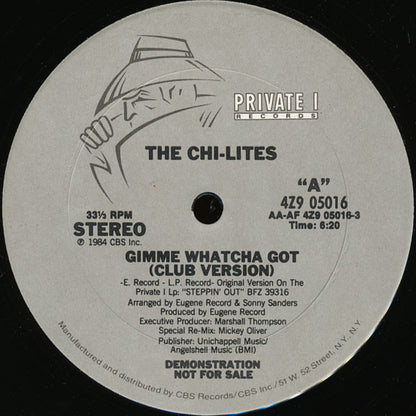 PRIVATE I
RECORDS
THE CHI-LITES
"A"
4Z9 05016
AA-AF 4Z9 05016-3
Time: 6:20
33⅓ RPM
STEREO
℗ 1984 CBS Inc.
GIMME WHATCHA GOT
(CLUB VERSION)
-E. Record - L.P. Record- Original Version On The
Private I Lp: "STEPPIN' OUT" BFZ 39316
Arranged by Eugene Record & Sonny Sanders
Produced by Eugene Record
Executive Producer: Marshall Thompson
Special Re-Mix: Mickey Oliver
Publisher: Unichappell Music/
Angelshell Music (BMI)
DEMONSTRATION
NOT FOR SALE
Manufactured and distributed by CBS Records/CBS Inc./51 W. 52 Street, N.Y., N.Y.